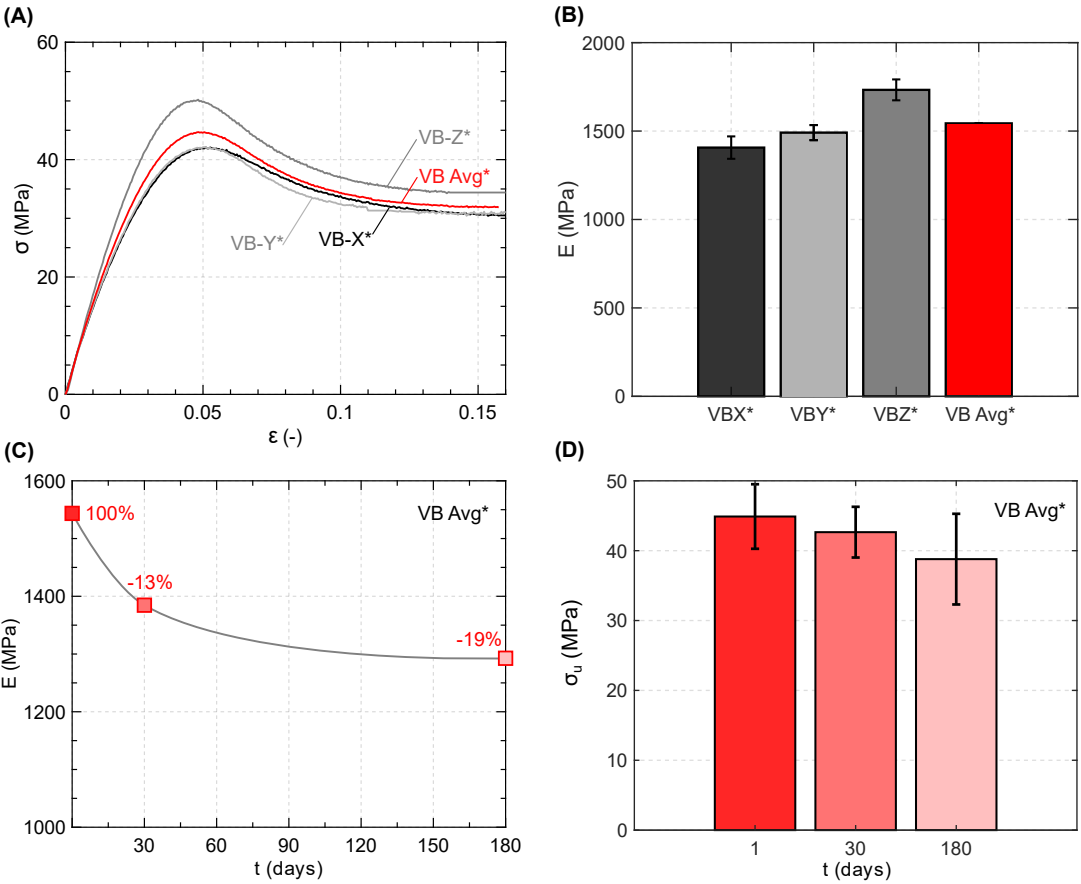 (A)
60
40
20
0
σ (MPa)
0
0.05
0.1
0.15
ε (-)
VB-Z*
VB Avg*
VB-Y*
VB-X*
(B)
2000
1500
1000
500
0
E (MPa)
VBX*
VBY*
VBZ*
VB Avg*
(C)
1600
1400
1200
1000
E (MPa)
VB Avg*
100%
-13%
-19%
30
60
90
120
150
180
t (days)
(D)
50
40
30
20
10
0
σu (MPa)
VB Avg*
1
30
180
t (days)